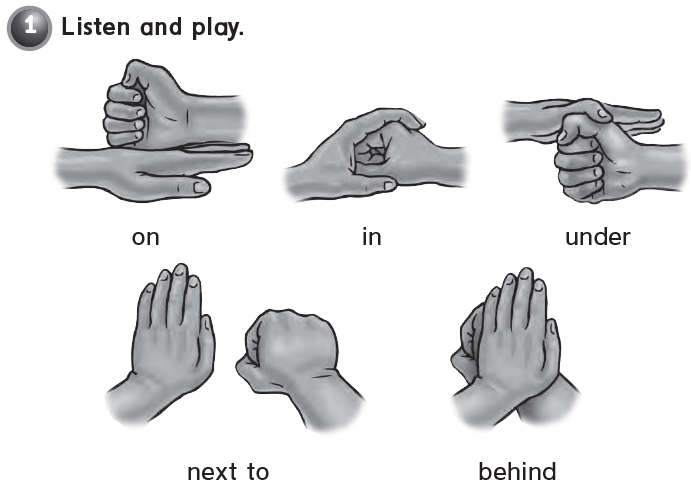 1 Listen and play.
on in under
next to behind